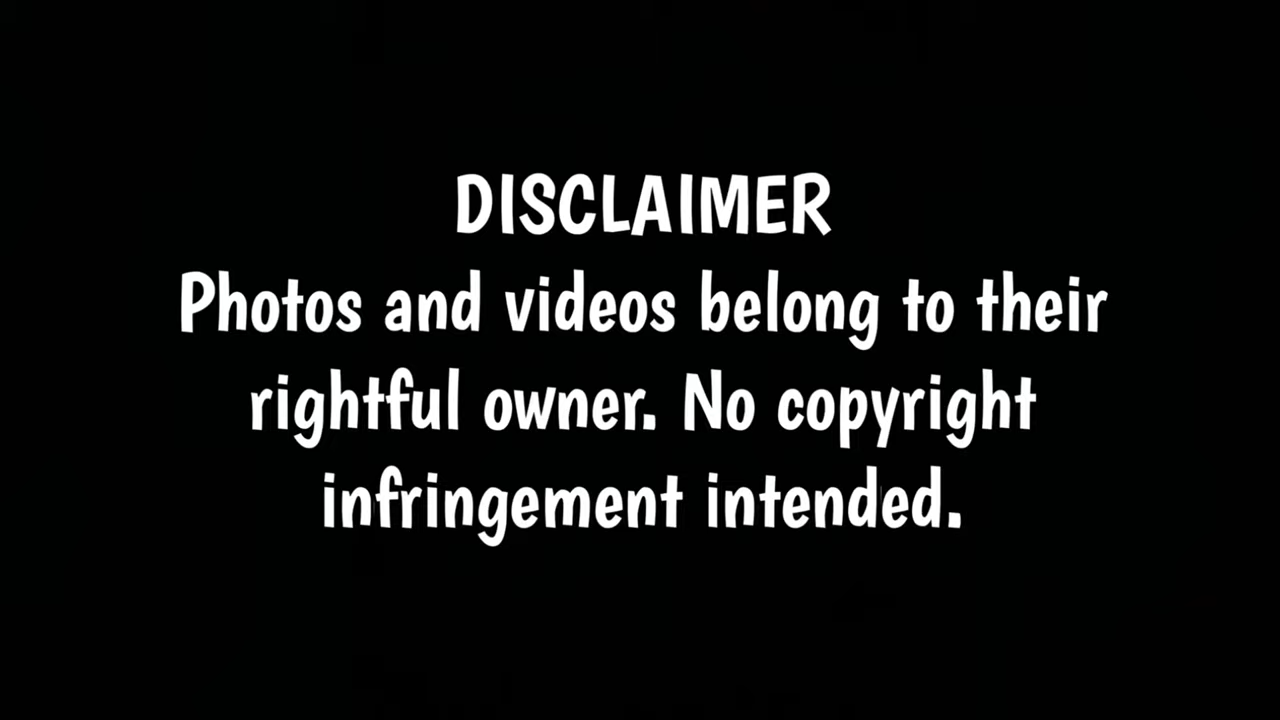 DISCLAIMER
Photos and videos belong to their
rightful owner. No copyright
infringement intended.